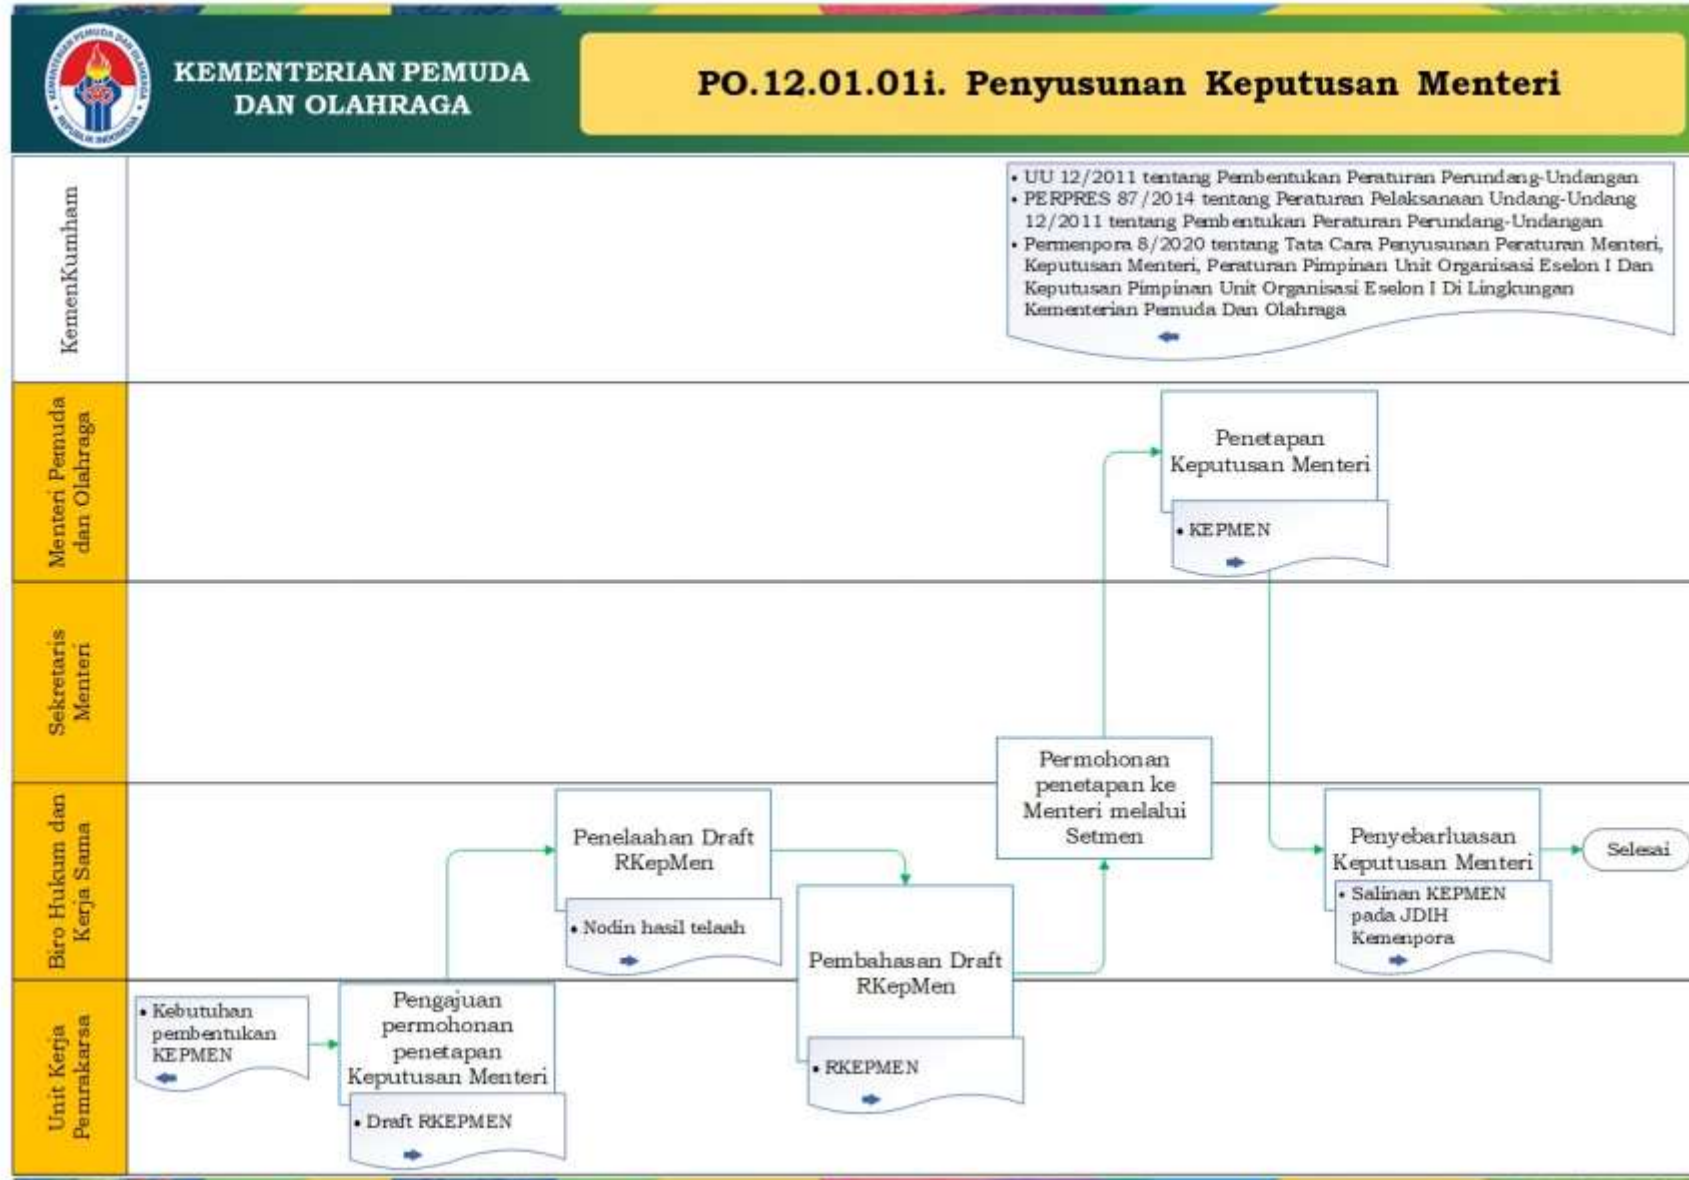 KEMENTERIAN PEMUDA DAN OLAHRAGA
REPUBLIK INDONESIA
KEMENTERIAN PEMUDA
DAN OLAHRAGA
PO.12.01.01i. Penyusunan Keputusan Menteri
KemenKumham
• UU 12/2011 tentang Pembentukan Peraturan Perundang-Undangan
• PERPRES 87/2014 tentang Peraturan Pelaksanaan Undang-Undang
12/2011 tentang Pembentukan Peraturan Perundang-Undangan
• Permenpora 8/2020 tentang Tata Cara Penyusunan Peraturan Menteri,
Keputusan Menteri, Peraturan Pimpinan Unit Organisasi Eselon I Dan
Keputusan Pimpinan Unit Organisasi Eselon I Di Lingkungan
Kementerian Pemuda Dan Olahraga
Menteri Pemuda
dan Olahraga
Penetapan
Keputusan Menteri
• KEPMEN
Sekretaris
Menteri
Permohonan
penetapan ke
Menteri melalui
Setmen
Biro Hukum dan
Kerja Sama
Penelaahan Draft
RKepMen
• Nodin hasil telaah
Pembahasan Draft
RKepMen
• RKEPMEN
Penyebarluasan
Keputusan Menteri
• Salinan KEPMEN
pada JDIH
Kemenpora
Selesai
Unit Kerja
Pemrakarsa
• Kebutuhan
pembentukan
KEPMEN
Pengajuan
permohonan
penetapan
Keputusan Menteri
• Draft RKEPMEN